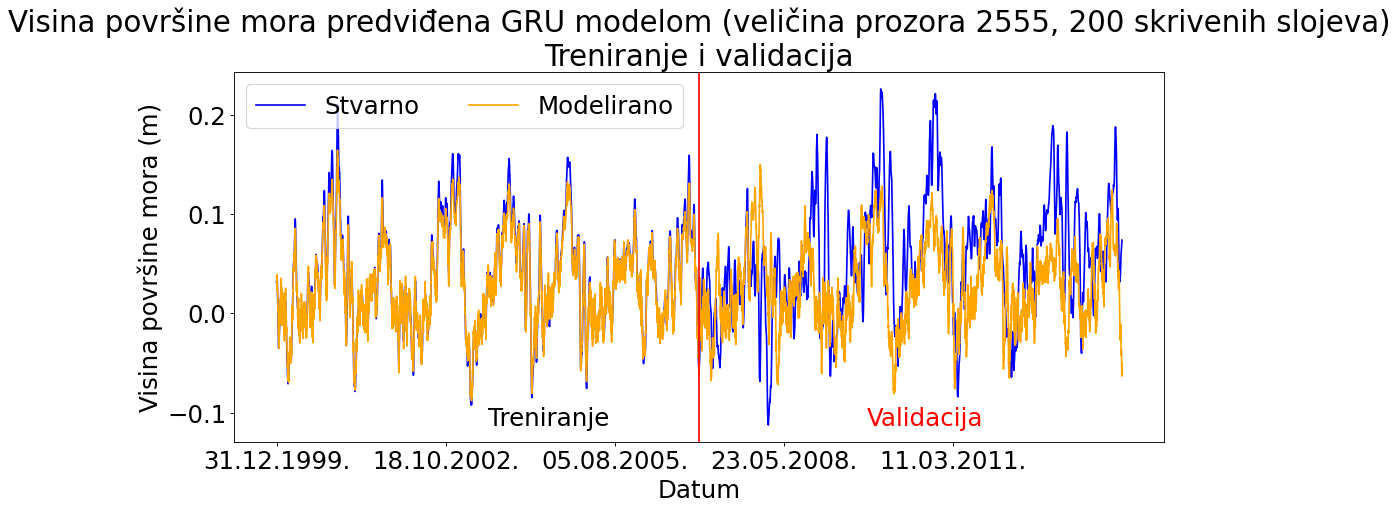 Visina površine mora predviđena GRU modelom (veličina prozora 2555, 200 skrivenih slojeva)
Treniranje i validacija
Stvarno
Modelirano
Visina površine mora (m)
0.2
0.1
0.0
−0.1
Treniranje
Validacija
31.12.1999.
18.10.2002.
05.08.2005.
23.05.2008.
11.03.2011.
Datum